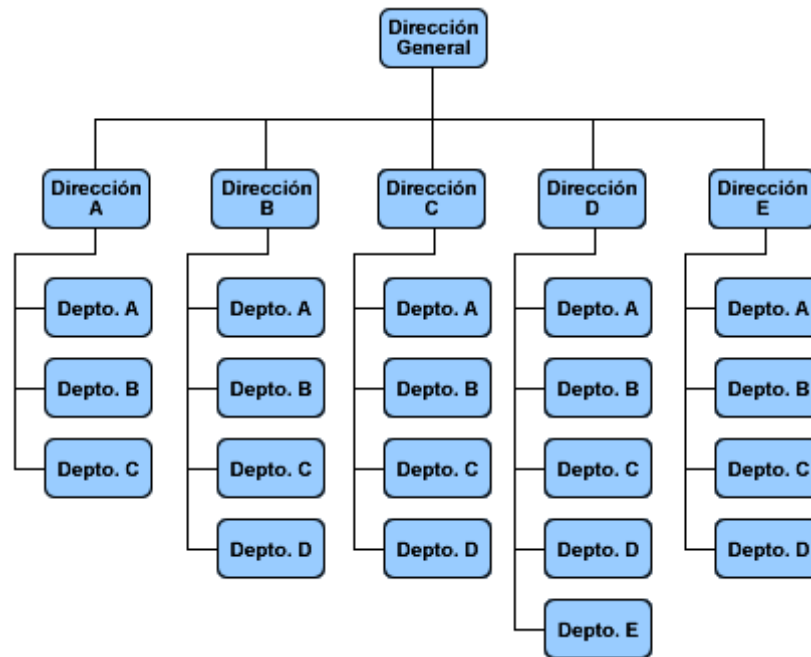 Dirección
General
Dirección
A
Dirección
B
Dirección
C
Dirección
D
Dirección
E
Depto. A
Depto. A
Depto. A
Depto. A
Depto. A
Depto. B
Depto. B
Depto. B
Depto. B
Depto. B
Depto. C
Depto. C
Depto. C
Depto. C
Depto. C
Depto. D
Depto. D
Depto. D
Depto. D
Depto. E